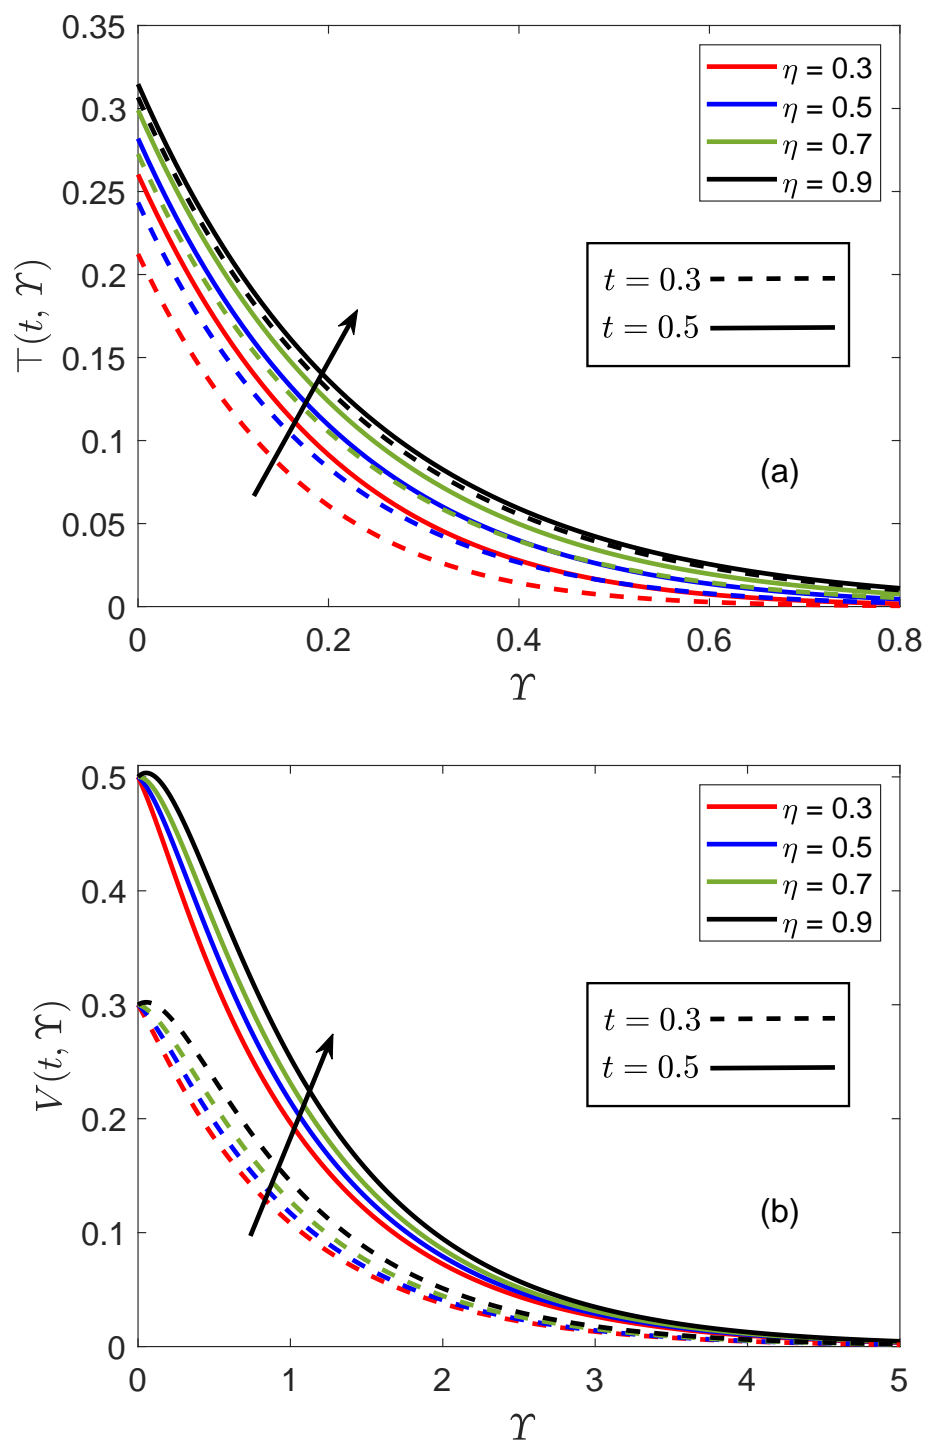 0.35
0.3
0.25
0.2
0.15
0.1
0.05
0
⊤(t, ϒ)
η = 0.3
η = 0.5
η = 0.7
η = 0.9
t = 0.3
t = 0.5
(a)
0 0.2 0.4 0.6 0.8
ϒ
0.5
0.4
0.3
0.2
0.1
0
V(t, ϒ)
η = 0.3
η = 0.5
η = 0.7
η = 0.9
t = 0.3
t = 0.5
(b)
0 1 2 3 4 5
ϒ